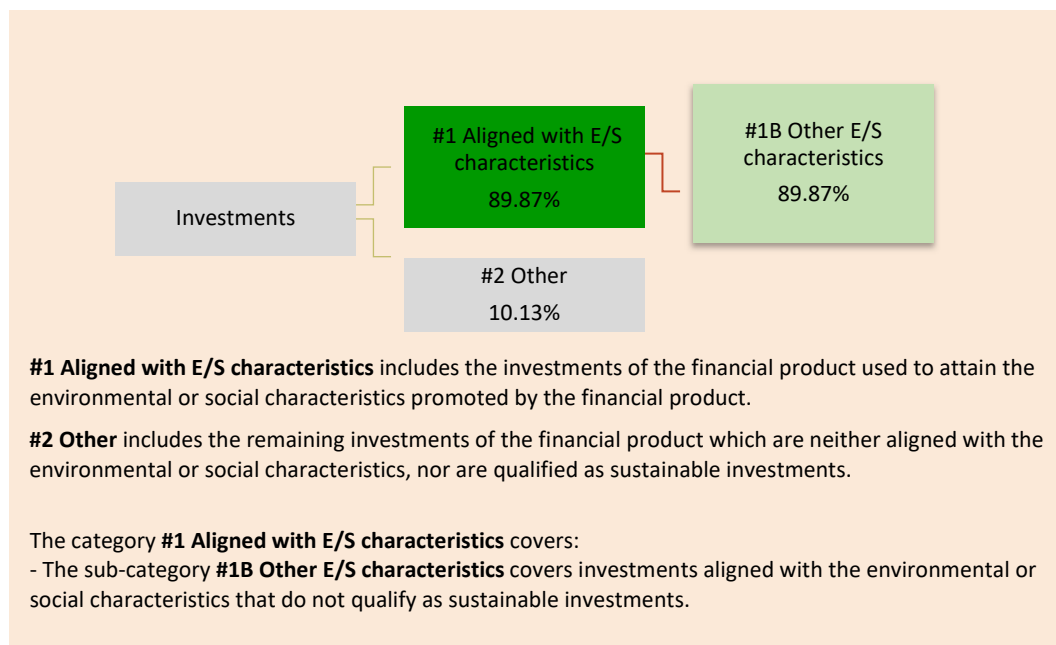 #1 Aligned with E/S
characteristics
89.87%
#1B Other E/S
characteristics
89.87%
Investments
#2 Other
10.13%
#1 Aligned with E/S characteristics includes the investments of the financial product used to attain the
environmental or social characteristics promoted by the financial product.
#2 Other includes the remaining investments of the financial product which are neither aligned with the
environmental or social characteristics, nor are qualified as sustainable investments.
The category #1 Aligned with E/S characteristics covers:
- The sub-category #1B Other E/S characteristics covers investments aligned with the environmental or
social characteristics that do not qualify as sustainable investments.